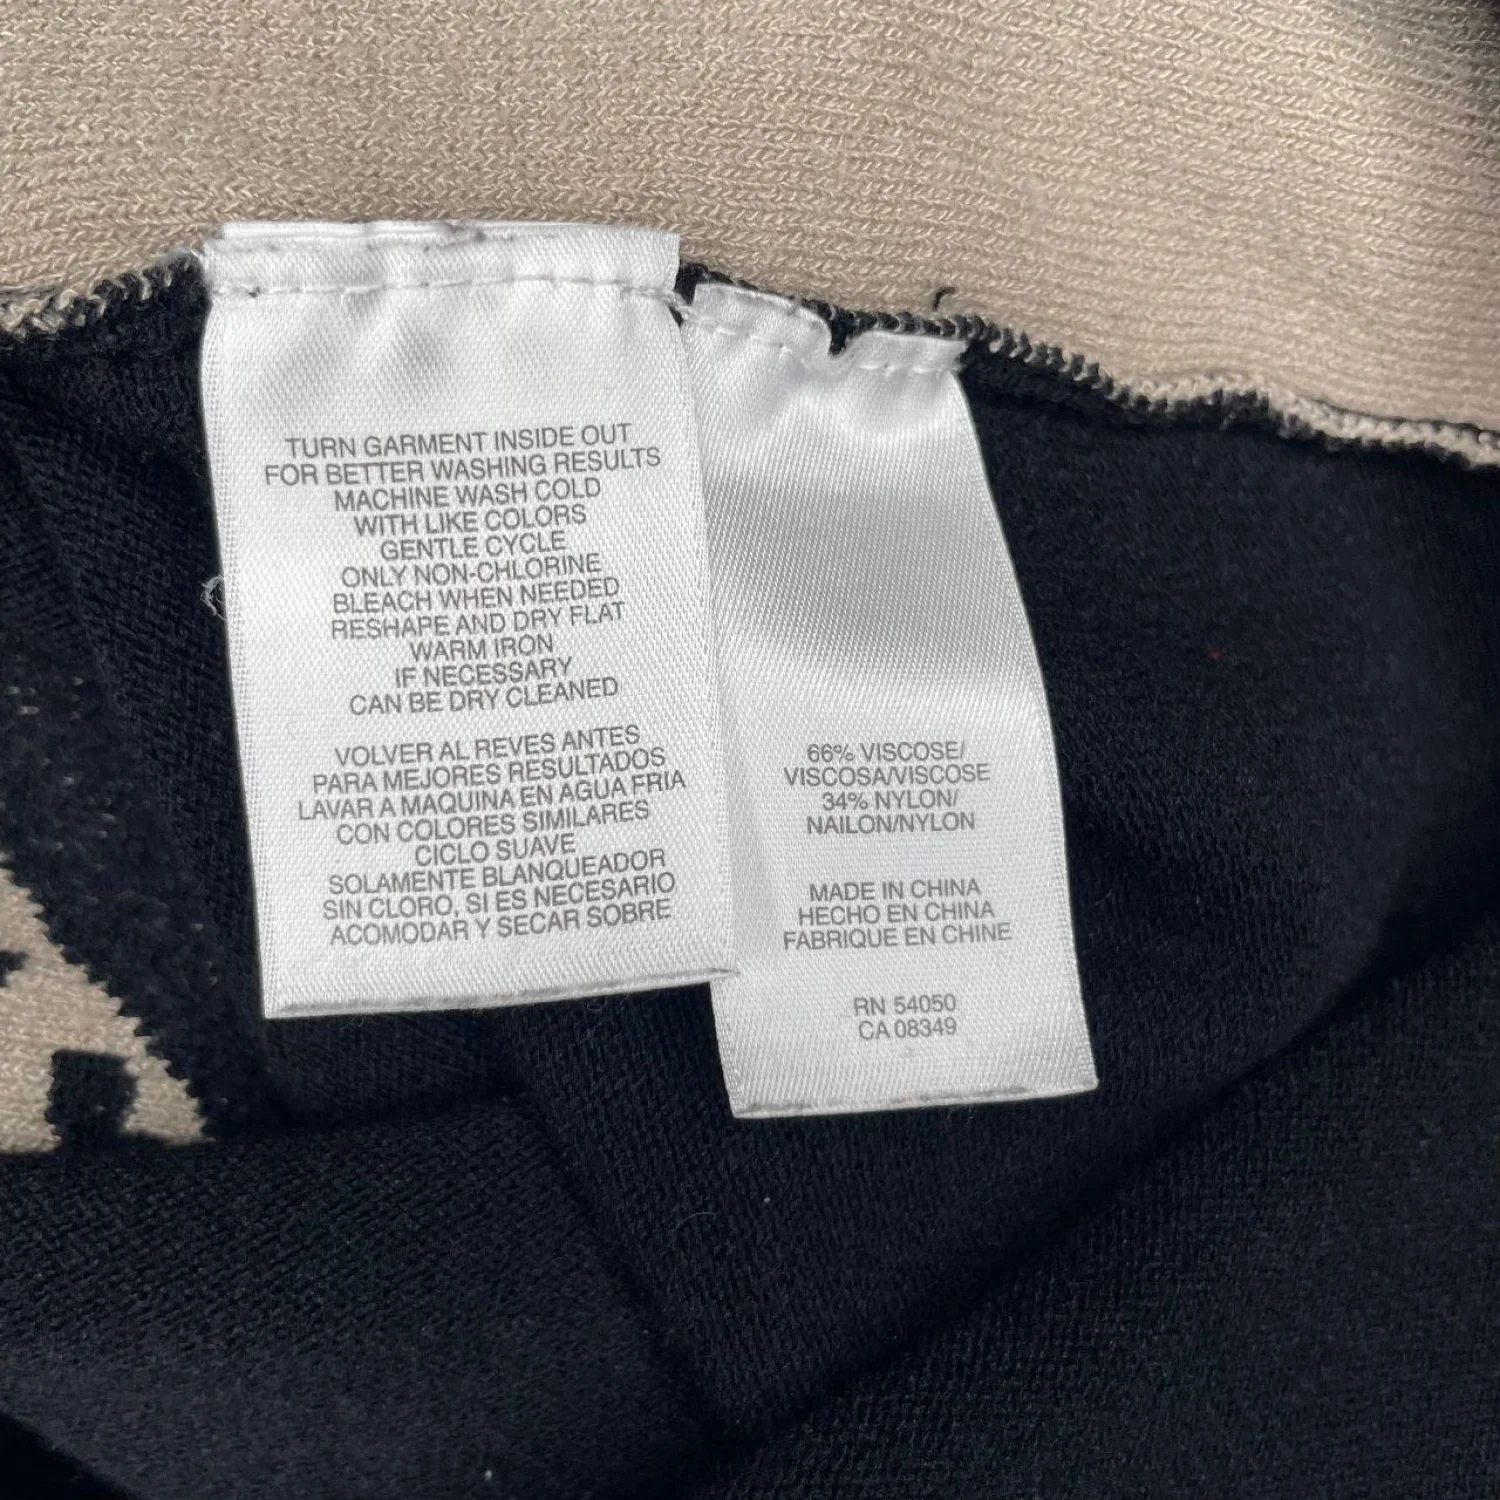 TURN GARMENT INSIDE OUT
FOR BETTER WASHING RESULTS
MACHINE WASH COLD
WITH LIKE COLORS
GENTLE CYCLE
ONLY NON-CHLORINE
BLEACH WHEN NEEDED
RESHAPE AND DRY FLAT
WARM IRON
IF NECESSARY
CAN BE DRY CLEANED
VOLVER AL REVES ANTES
PARA MEJORES RESULTADOS
LAVAR A MAQUINA EN AGUA FRIA
CON COLORES SIMILARES
CICLO SUAVE
SOLAMENTE BLANQUEADOR
SIN CLORO, SI ES NECESARIO
ACOMODAR Y SECAR SOBRE
66% VISCOSE/
VISCOSA/VISCOSE
34% NYLON/
NAILON/NYLON
MADE IN CHINA
HECHO EN CHINA
FABRIQUE EN CHINE
RN 54050
CA 08349